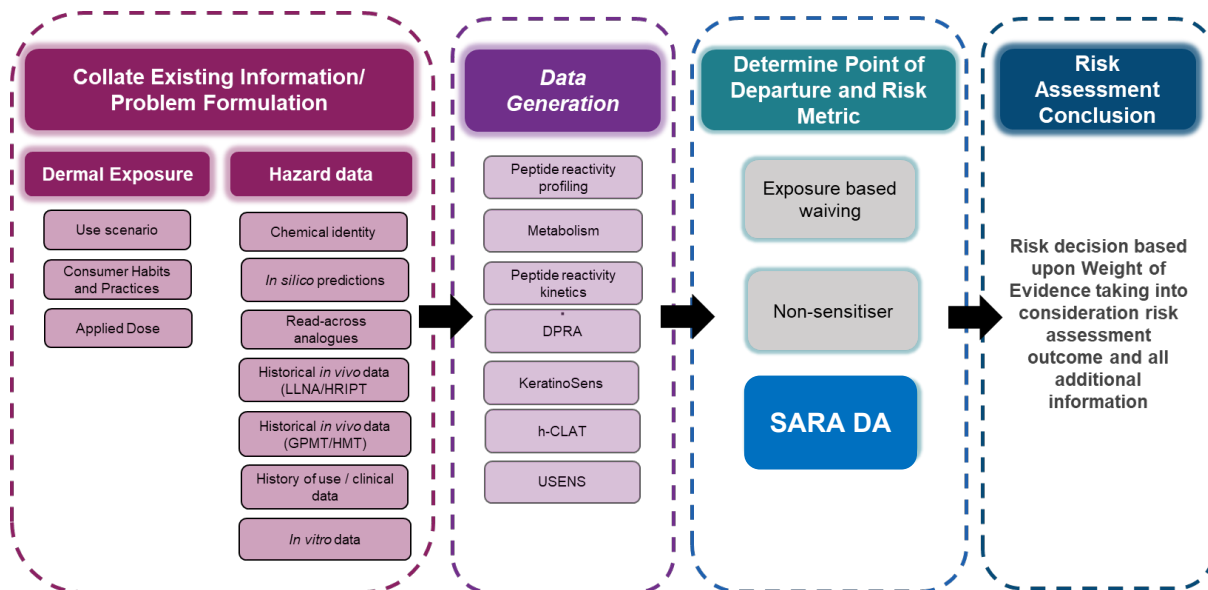 Collate Existing Information/
Problem Formulation
Dermal Exposure
Use scenario
Consumer Habits
and Practices
Applied Dose
Hazard data
Chemical identity
In silico predictions
Read-across
analogues
Historical in vivo data
(LLNA/HRIPT
Historical in vivo data
(GPMT/HMT)
History of use / clinical
data
In vitro data
Data
Generation
Peptide reactivity
profiling
Metabolism
Peptide reactivity
kinetics
DPRA
KeratinoSens
h-CLAT
USENS
Determine Point of
Departure and Risk
Metric
Exposure based
waiving
Non-sensitiser
SARA DA
Risk
Assessment
Conclusion
Risk decision based
upon Weight of
Evidence taking into
consideration risk
assessment
outcome and all
additional
information